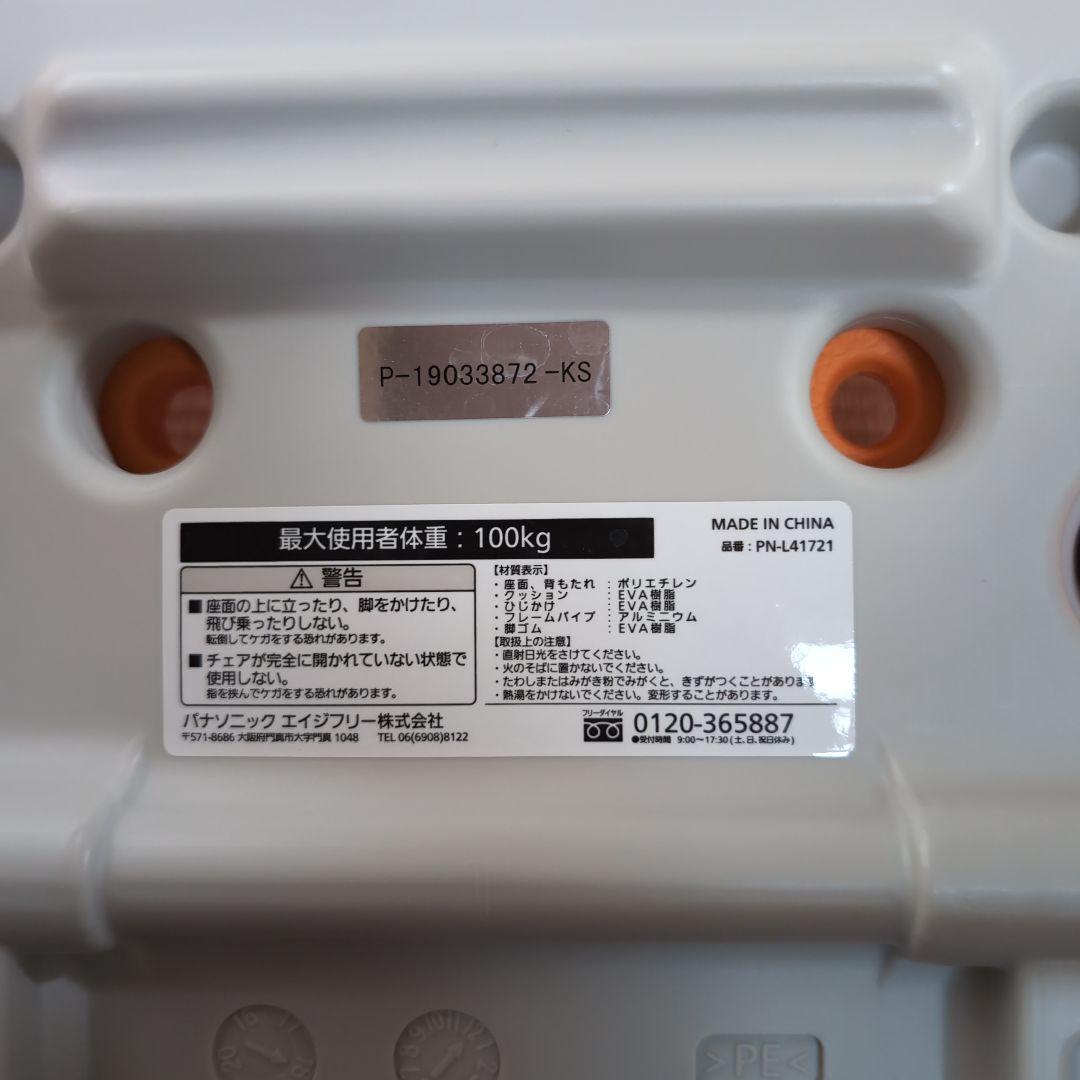 P-19033872-KS
最大使用者体重：100kg
MADE IN CHINA
品番：PN-L41721
⚠ 警告
■座面の上に立ったり、脚をかけたり、
飛び乗ったりしない。
転倒してケガをする恐れがあります。
■チェアが完全に開かれていない状態で
使用しない。
指を挟んでケガをする恐れがあります。
【材質表示】
・座面、背もたれ ：ポリエチレン
・クッション ：EVA樹脂
・ひじかけ ：EVA樹脂
・フレームパイプ ：アルミニウム
・脚ゴム ：EVA樹脂
【取扱上の注意】
・直射日光をさけてください。
・火のそばに置かないでください。
・たわしまたはみがき粉でみがくと、きずがつくことがあります
・熱湯をかけないでください。変形することがあります。
パナソニック エイジフリー株式会社
〒571-8686 大阪府門真市大字門真 1048 TEL 06(6908)8122
フリーダイヤル
0120-365887
●受付時間 9:00〜17:30(土、日、祝日休み)
16 17 20
8 9 10 11 12
>PE<